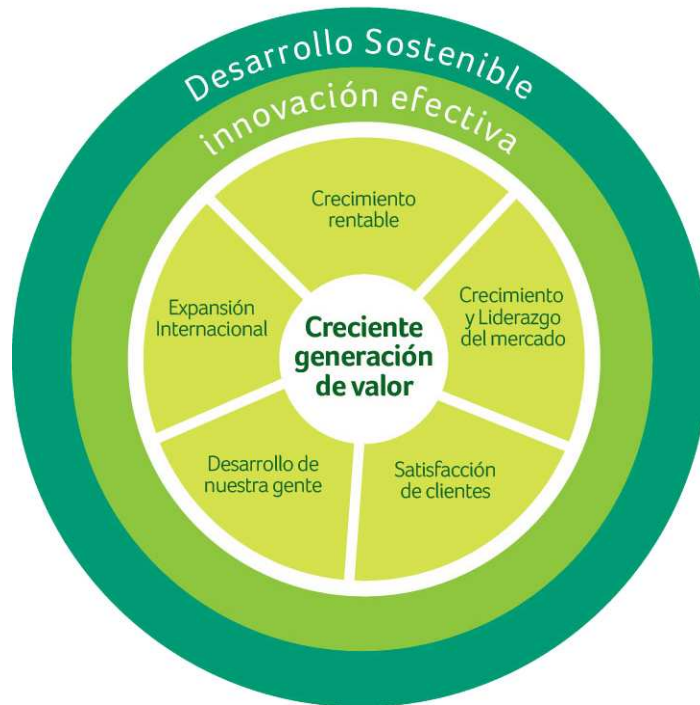 Desarrollo Sostenible
innovación efectiva
Crecimiento
rentable
Expansión
Internacional
Crecimiento
y Liderazgo
del mercado
Creciente
generación
de valor
Desarrollo de
nuestra gente
Satisfacción
de clientes